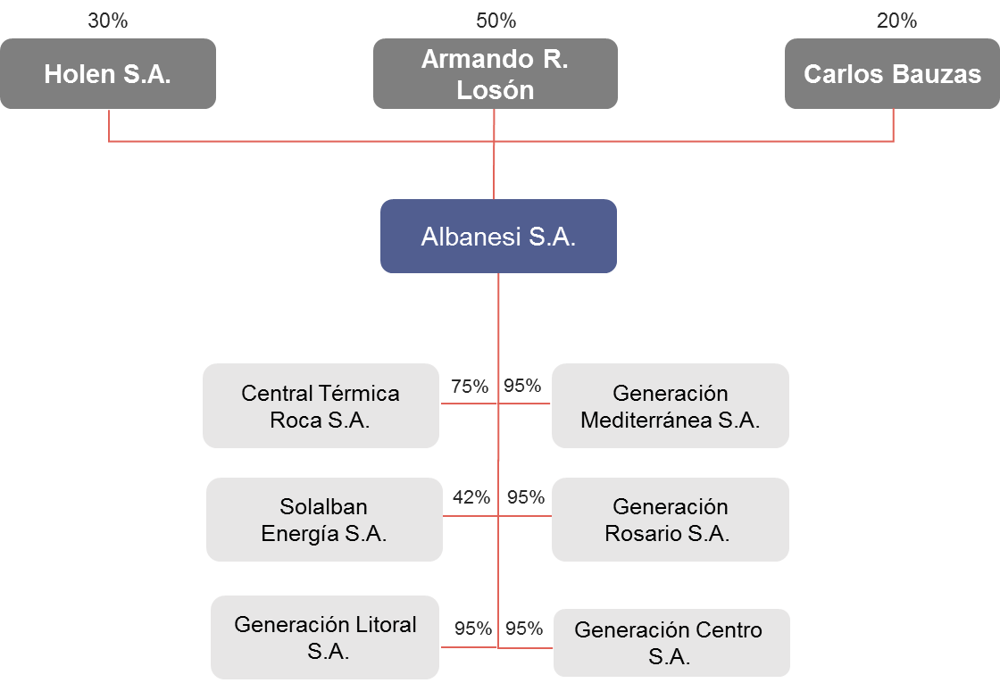 30%
50%
20%
Holen S.A.
Armando R.
Losón
Carlos Bauzas
Albanesi S.A.
Central Térmica
Roca S.A.
75%
95%
Generación
Mediterránea S.A.
Solalban
Energía S.A.
42%
95%
Generación
Rosario S.A.
Generación Litoral
S.A.
95%
95%
Generación Centro
S.A.